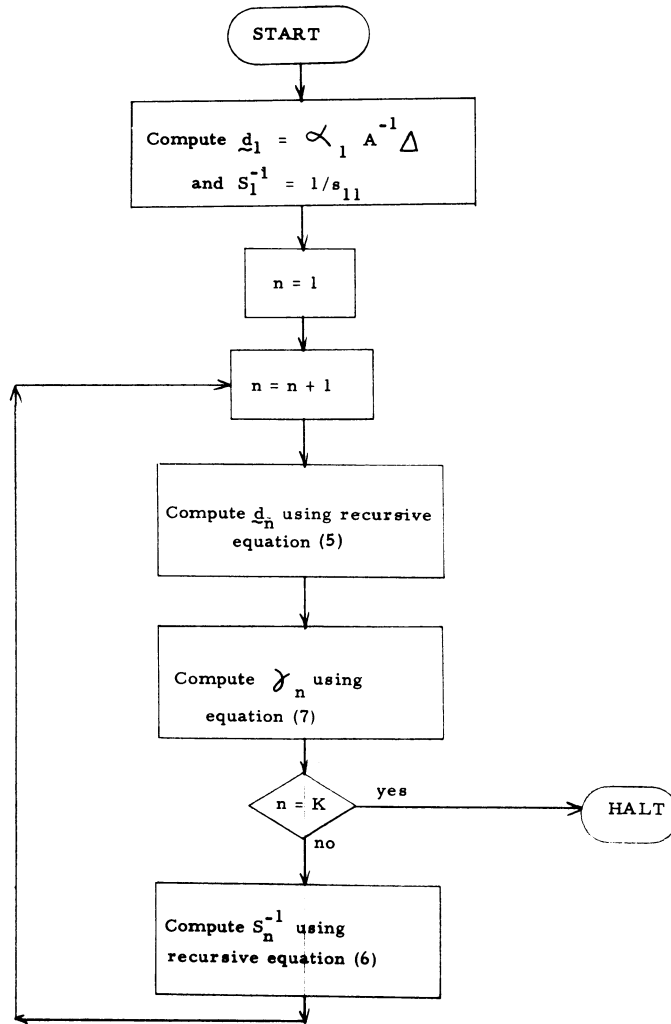 START
Compute d₁ = α₁ A⁻¹ Δ
and S₁⁻¹ = 1/s₁₁
n = 1
n = n + 1
Compute dₙ using recursive
equation (5)
Compute γₙ using
equation (7)
n = K
yes
HALT
no
Compute Sₙ⁻¹ using
recursive equation (6)